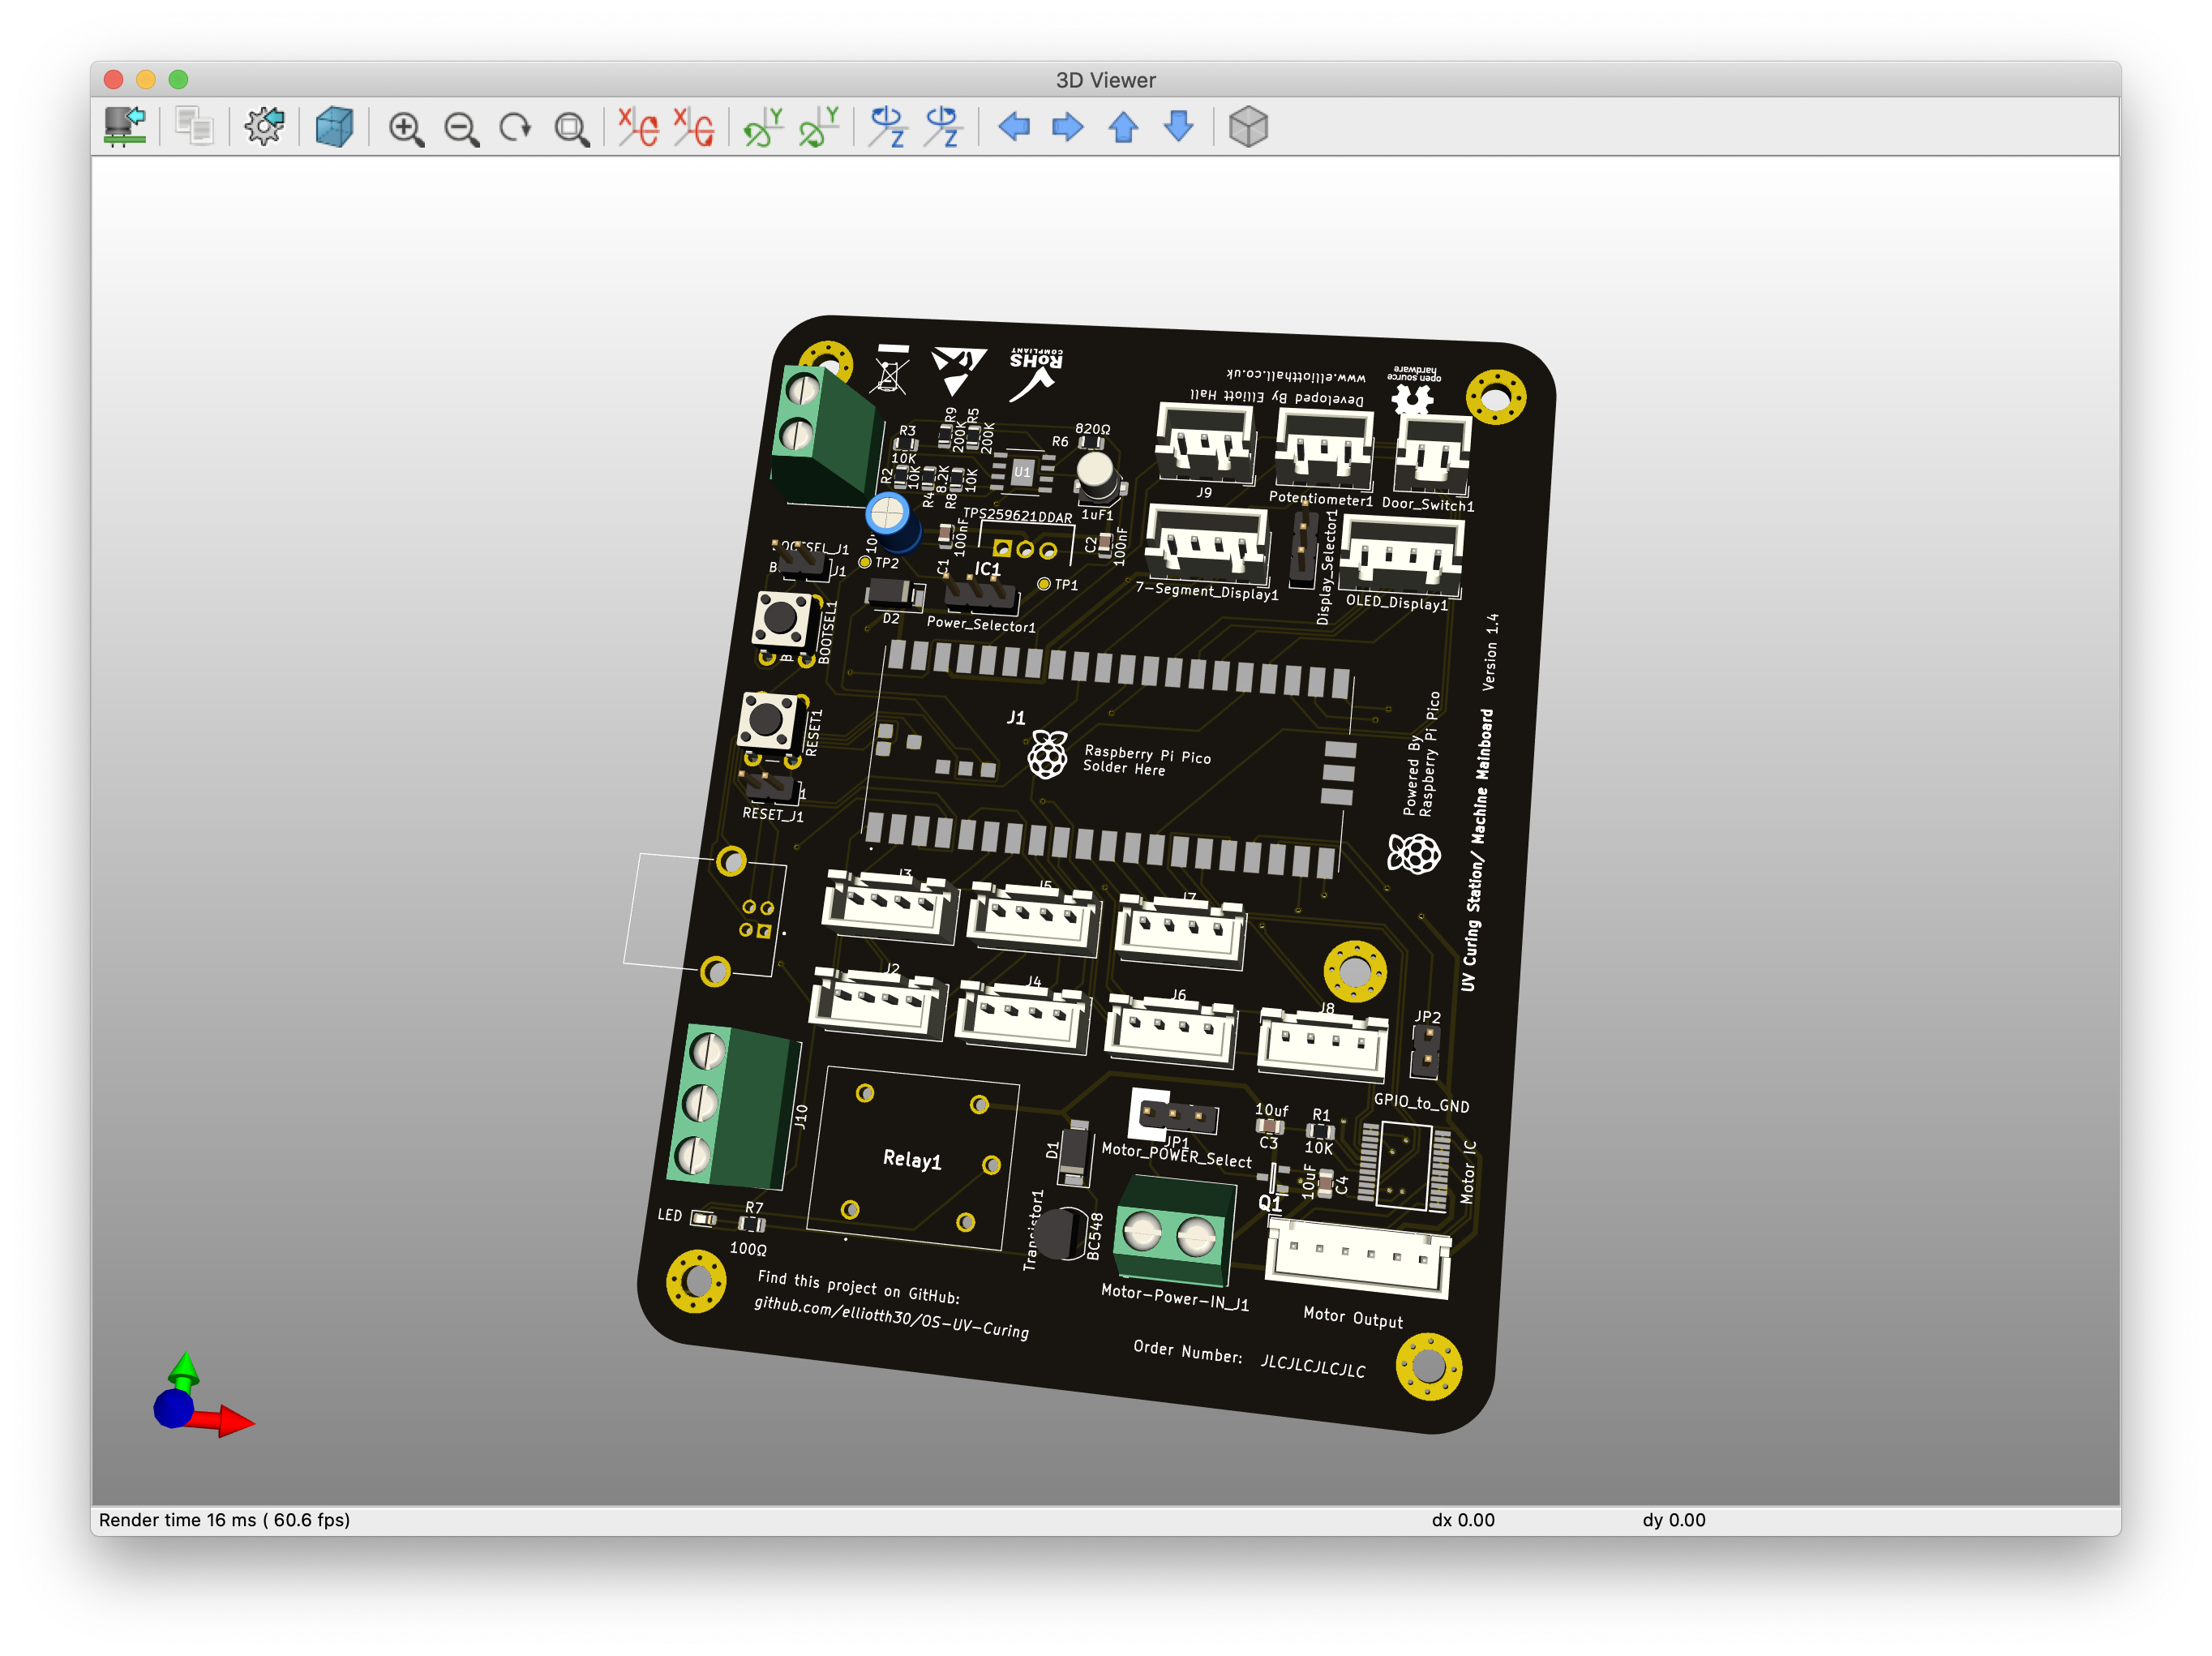 3D Viewer
X
X
Y
Y
Z
Z
RoHS
COMPLIANT
open source
hardware
www.elliotthall.co.uk
Developed By Elliott Hall
R9
200K
R5
200K
R3
10K
R6
820Ω
R2
10K
R4
8.2K
R8
10K
U1
1uF1
J9
Potentiometer1
Door_Switch1
TPS259621DDAR
C1
100nF
C2
100nF
IC1
TP2
TP1
D2
Power_Selector1
7-Segment_Display1
Display_Selector1
OLED_Display1
BOOTSEL1
RESET1
RESET_J1
J1
Raspberry Pi Pico
Solder Here
Powered By
Raspberry Pi Pico
UV Curing Station/ Machine Mainboard Version 1.4
J3
J5
J7
J2
J4
J6
J8
JP2
GPIO_to_GND
J10
Relay1
D1
JP1
Motor_POWER_Select
10uf
C3
R1
10K
10uF
C4
Q1
Motor IC
Transistor1
BC548
LED
R7
100Ω
Motor-Power-IN_J1
Motor Output
Find this project on GitHub:
github.com/elliotth30/OS-UV-Curing
Order Number: JLCJLCJLCJLC
Render time 16 ms ( 60.6 fps)
dx 0.00
dy 0.00